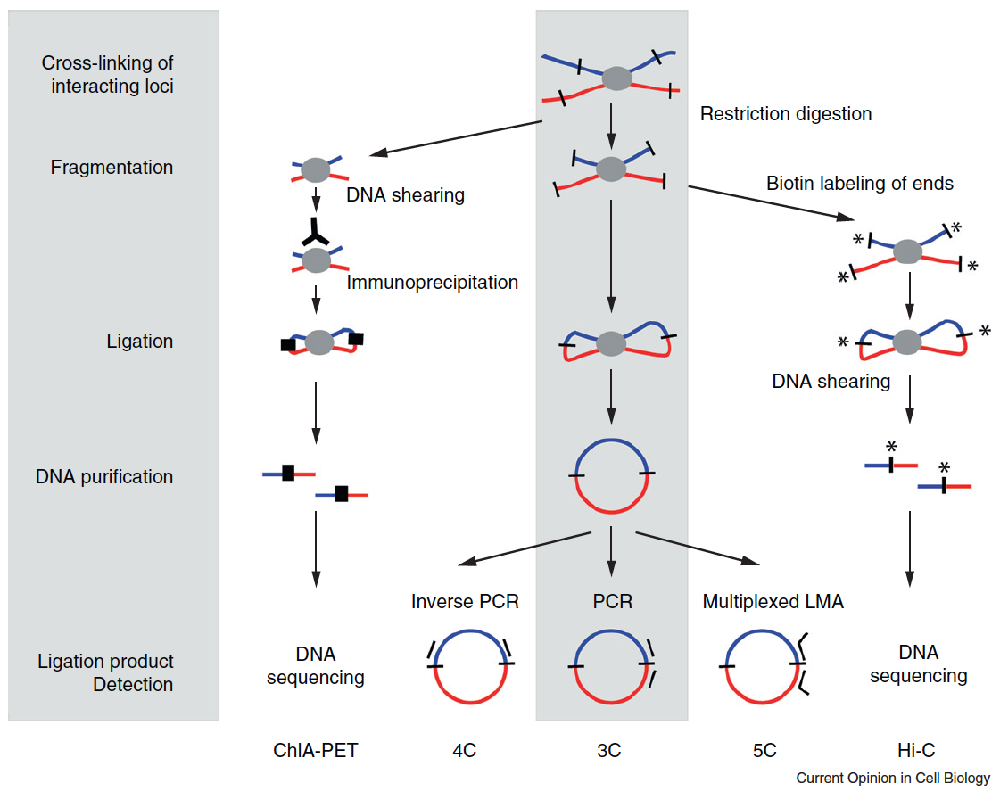 Cross-linking of
interacting loci
Restriction digestion
Fragmentation
Biotin labeling of ends
DNA shearing
*
*
*
*
Immunoprecipitation
Ligation
*
*
DNA shearing
*
*
DNA purification
Inverse PCR
PCR
Multiplexed LMA
Ligation product
Detection
DNA
sequencing
DNA
sequencing
ChIA-PET
4C
3C
5C
Hi-C
Current Opinion in Cell Biology